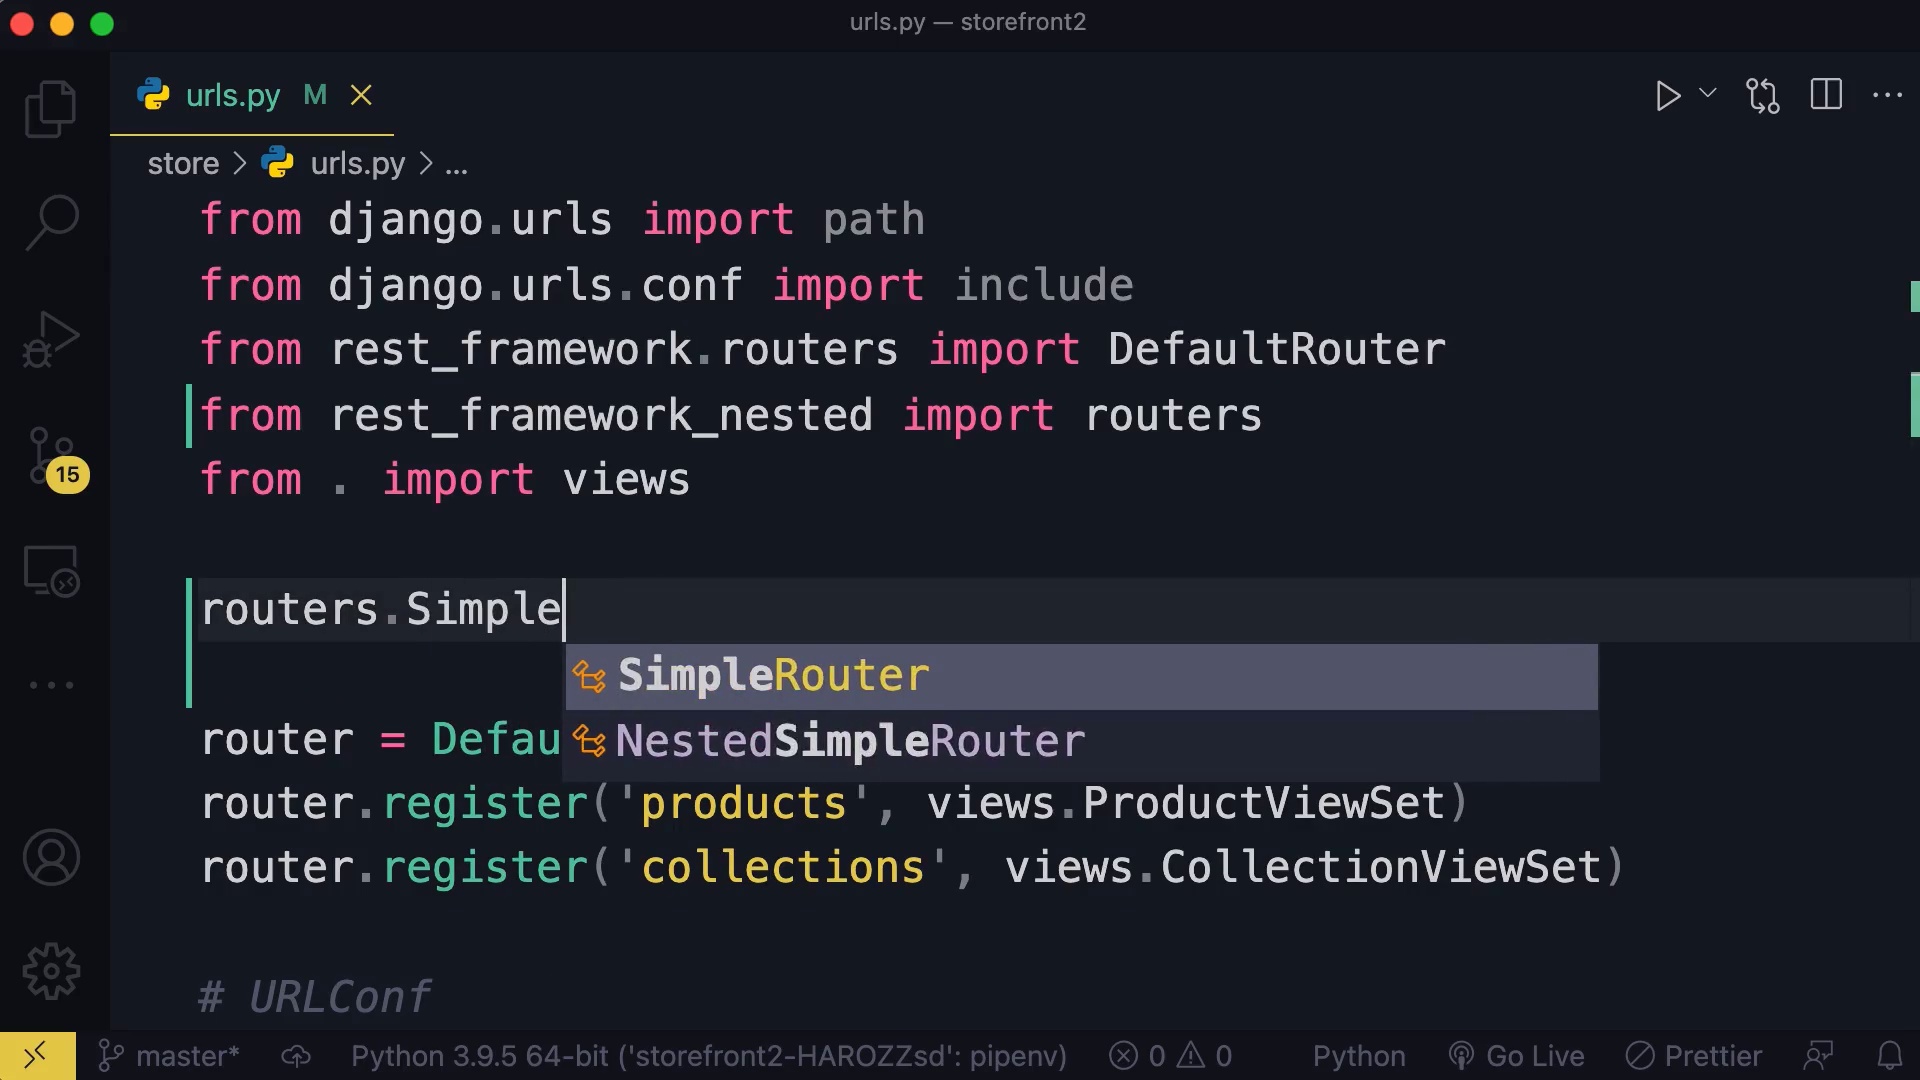 urls.py — storefront2
urls.py M
store > urls.py > ...
from django.urls import path
from django.urls.conf import include
from rest_framework.routers import DefaultRouter
from rest_framework_nested import routers
from . import views
routers.Simple
SimpleRouter
NestedSimpleRouter
router = Defau
router.register('products', views.ProductViewSet)
router.register('collections', views.CollectionViewSet)
# URLConf
15
master* Python 3.9.5 64-bit ('storefront2-HAROZZsd': pipenv) 0 0 Python Go Live Prettier